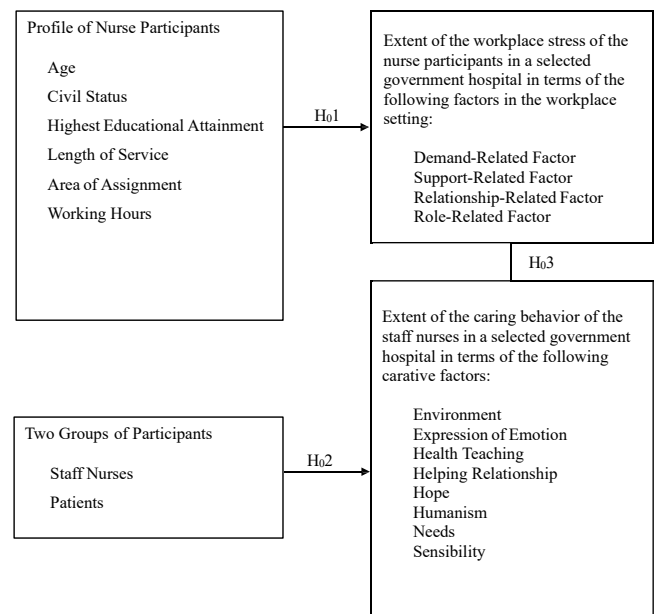 Profile of Nurse Participants
Age
Civil Status
Highest Educational Attainment
Length of Service
Area of Assignment
Working Hours
H01
Extent of the workplace stress of the
nurse participants in a selected
government hospital in terms of the
following factors in the workplace
setting:
Demand-Related Factor
Support-Related Factor
Relationship-Related Factor
Role-Related Factor
H03
Two Groups of Participants
Staff Nurses
Patients
H02
Extent of the caring behavior of the
staff nurses in a selected government
hospital in terms of the following
carative factors:
Environment
Expression of Emotion
Health Teaching
Helping Relationship
Hope
Humanism
Needs
Sensibility